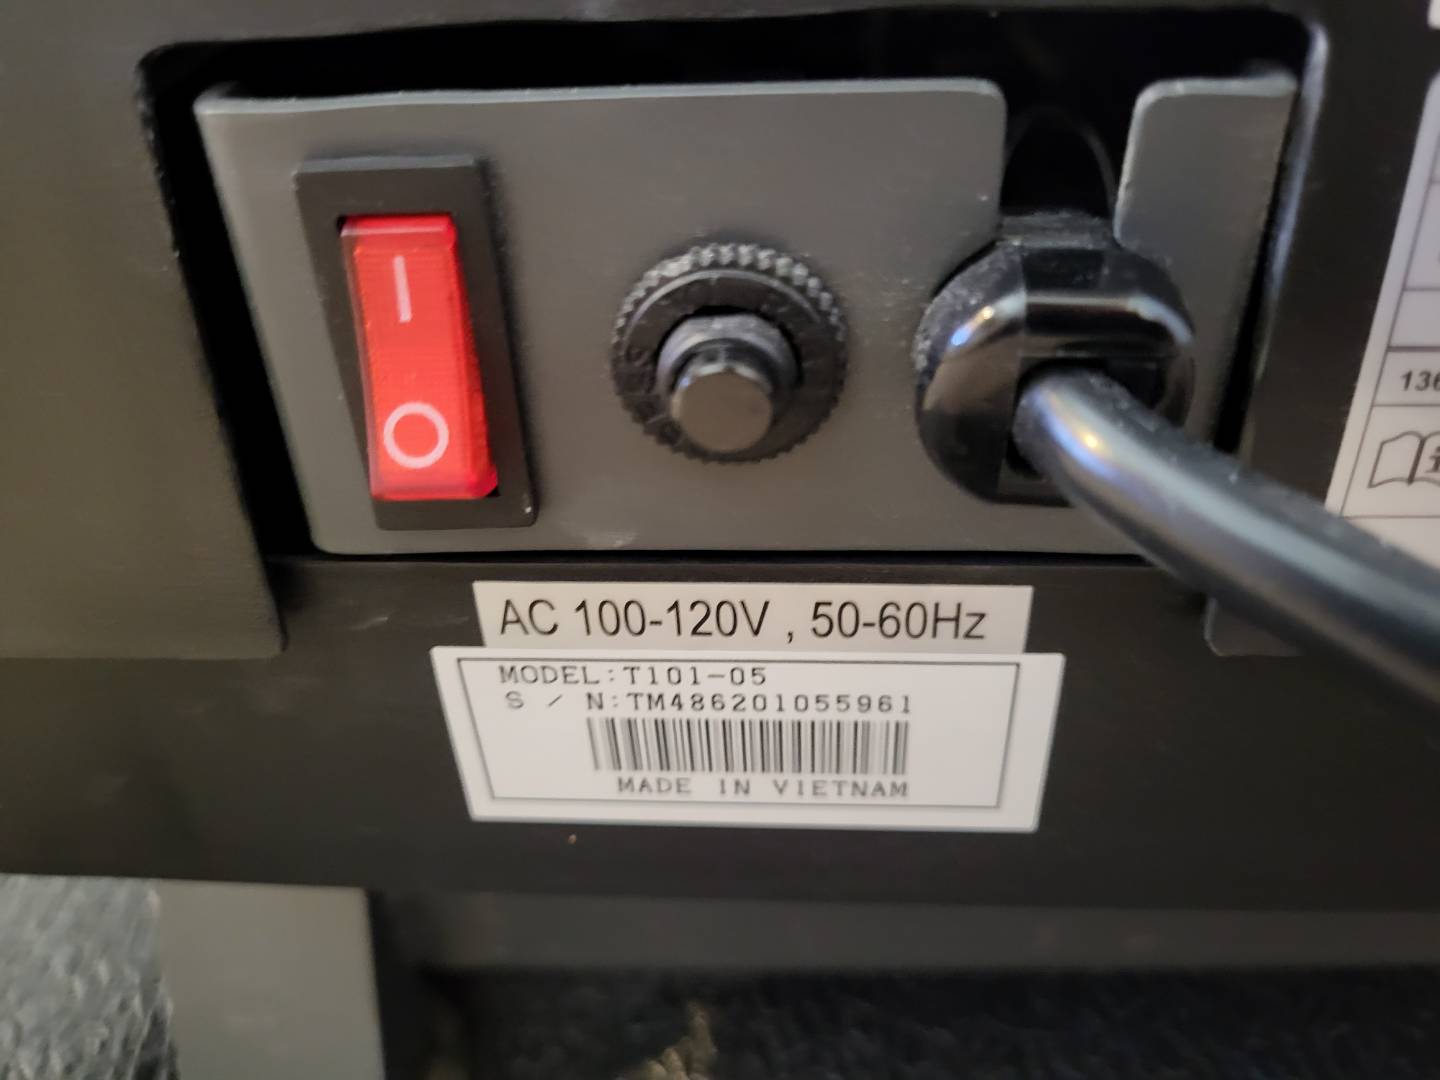 I
O
136
AC 100-120V , 50-60Hz
MODEL:T101-05
S / N:TM486201055961
MADE IN VIETNAM